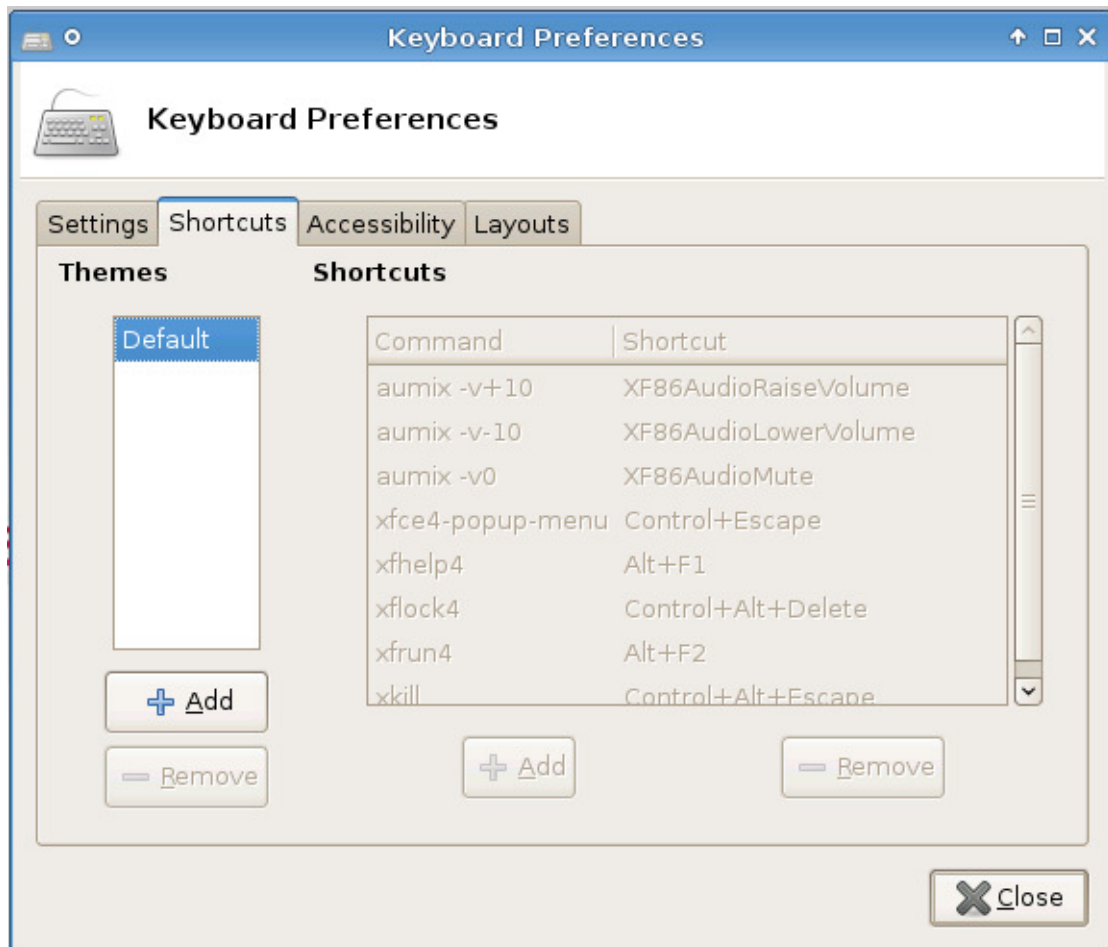 Keyboard Preferences
Keyboard Preferences
Settings Shortcuts Accessibility Layouts
Themes Shortcuts
Default
Command Shortcut
aumix -v+10 XF86AudioRaiseVolume
aumix -v-10 XF86AudioLowerVolume
aumix -v0 XF86AudioMute
xfce4-popup-menu Control+Escape
xfhelp4 Alt+F1
xflock4 Control+Alt+Delete
xfrun4 Alt+F2
xkill Control+Alt+Escape
Add
Remove
Add Remove
Close